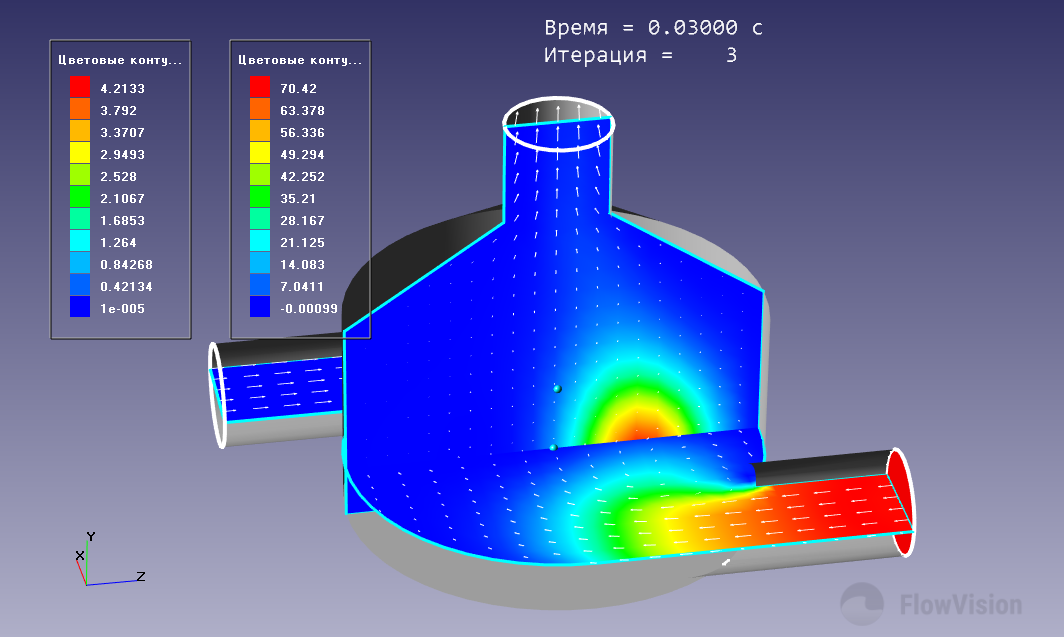 Время = 0.03000 с
Итерация = 3
Цветовые конту...
4.2133
3.792
3.3707
2.9493
2.528
2.1067
1.6853
1.264
0.84268
0.42134
1e-005
Цветовые конту...
70.42
63.378
56.336
49.294
42.252
35.21
28.167
21.125
14.083
7.0411
-0.00099
Y
X
Z
FlowVision